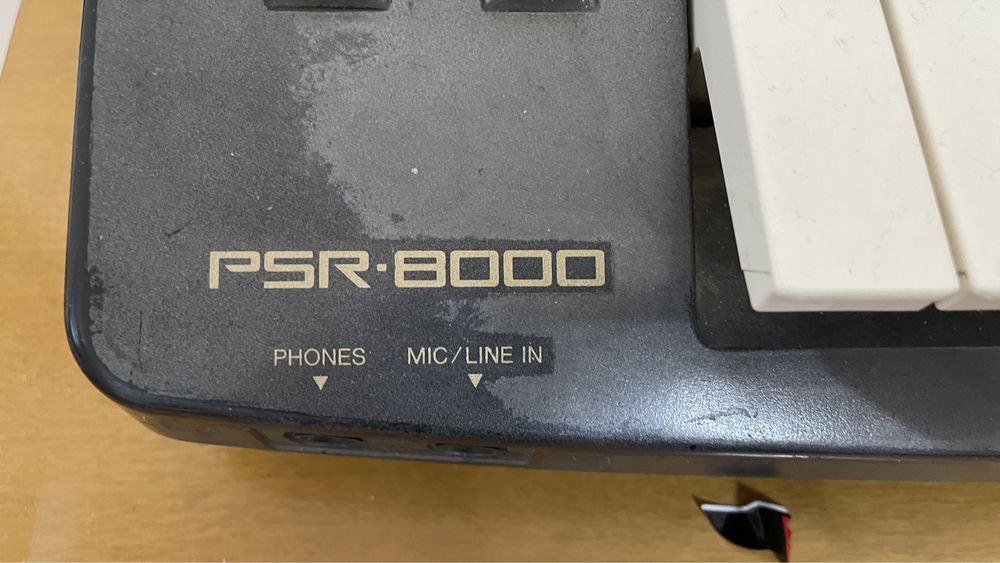 PSR-8000
PHONES MIC/LINE IN
▼ ▼